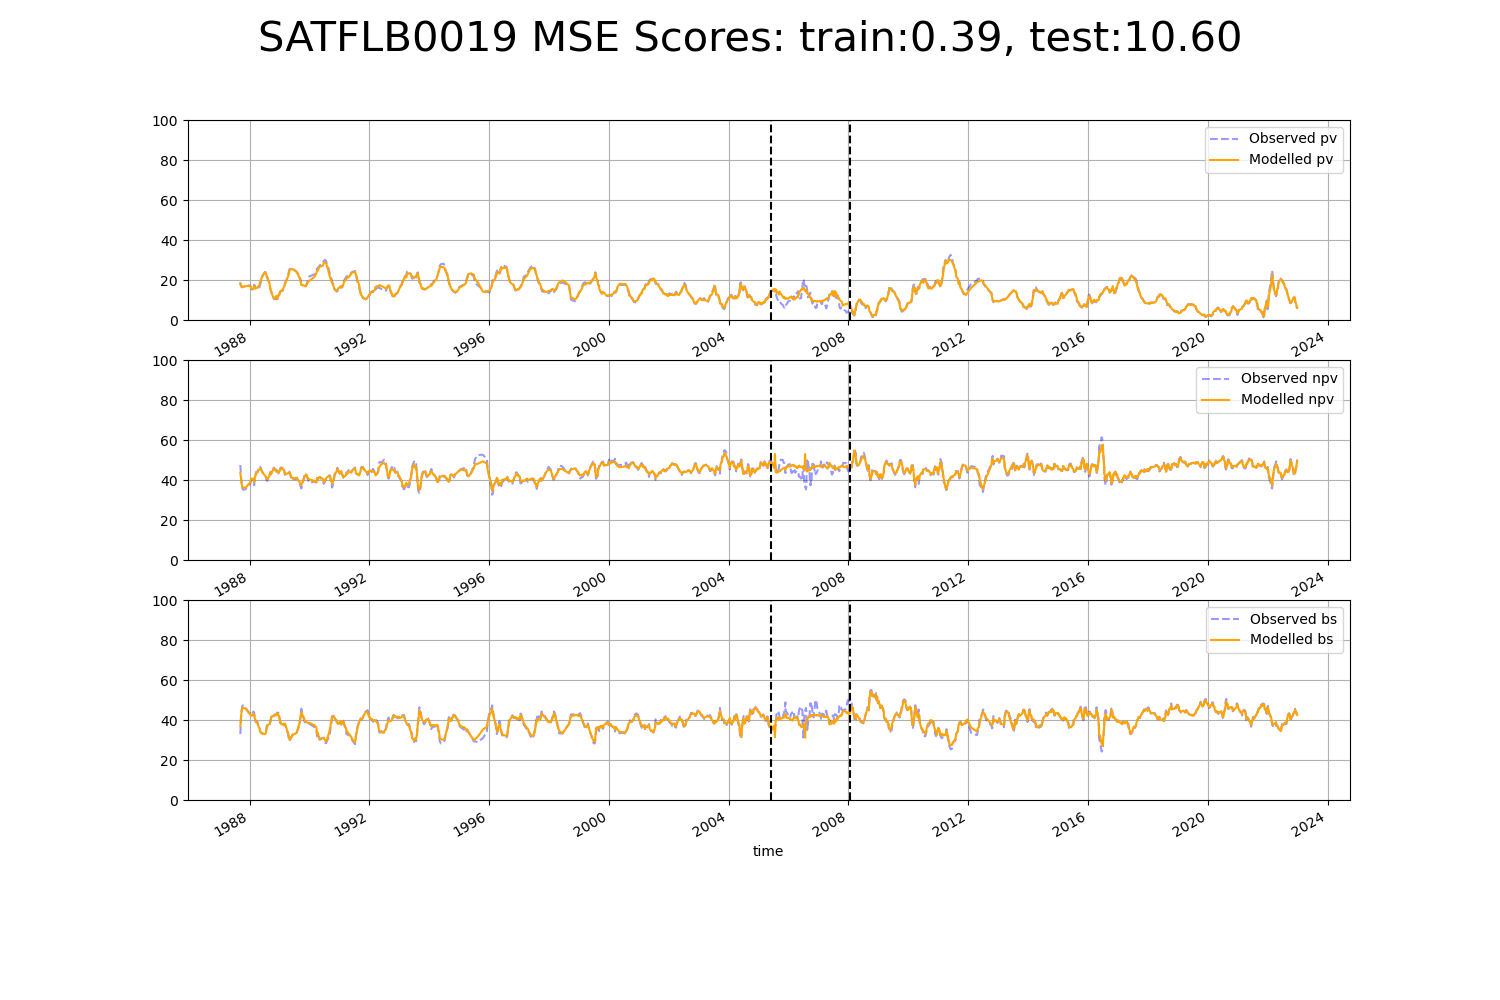 SATFLB0019 MSE Scores: train:0.39, test:10.60
100
80
60
40
20
0
Observed pv
Modelled pv
1988 1992 1996 2000 2004 2008 2012 2016 2020 2024
100
80
60
40
20
0
Observed npv
Modelled npv
1988 1992 1996 2000 2004 2008 2012 2016 2020 2024
100
80
60
40
20
0
Observed bs
Modelled bs
1988 1992 1996 2000 2004 2008 2012 2016 2020 2024
time